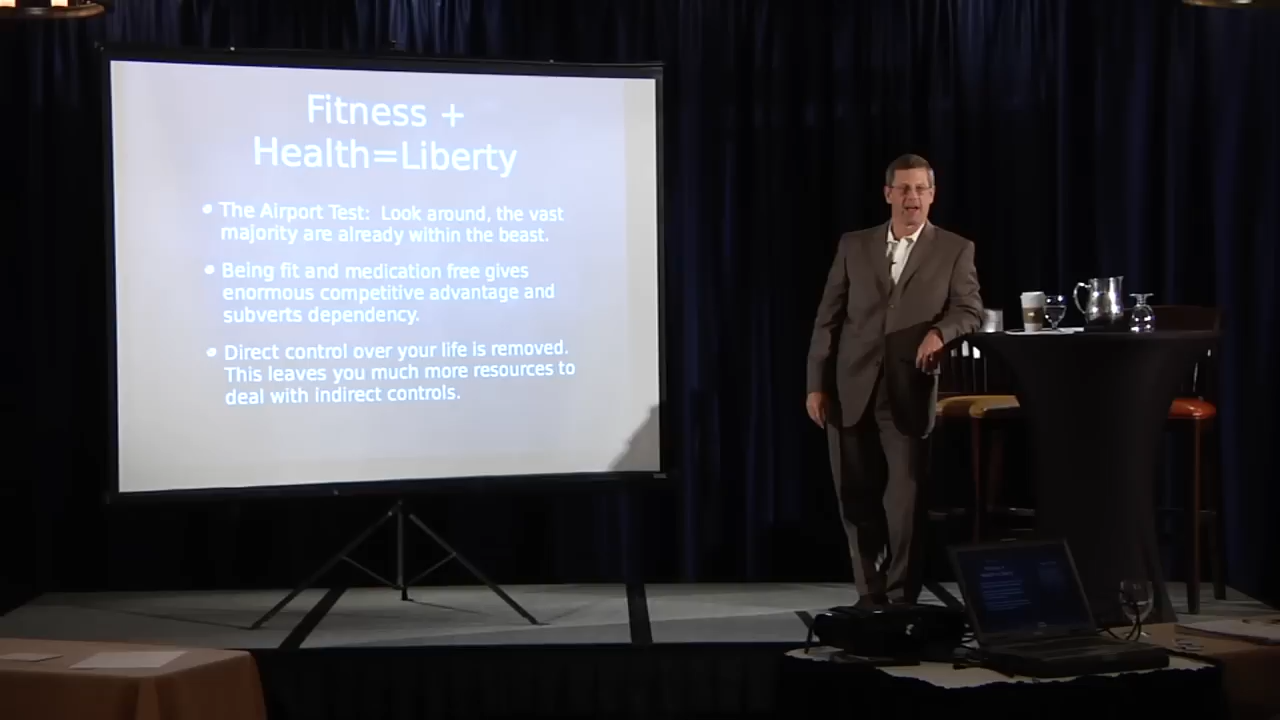 Fitness +
Health=Liberty
• The Airport Test: Look around, the vast
majority are already within the beast.
• Being fit and medication free gives
enormous competitive advantage and
subverts dependency.
• Direct control over your life is removed.
This leaves you much more resources to
deal with indirect controls.